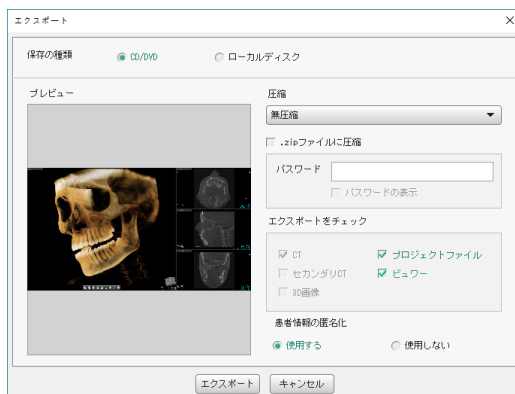 エクスポート
保存の種類
CD/DVD
ローカルディスク
プレビュー
圧縮
無圧縮
.zipファイルに圧縮
パスワード
パスワードの表示
エクスポートをチェック
CT
プロジェクトファイル
セカンダリCT
ビュワー
3D画像
患者情報の匿名化
使用する
使用しない
エクスポート
キャンセル